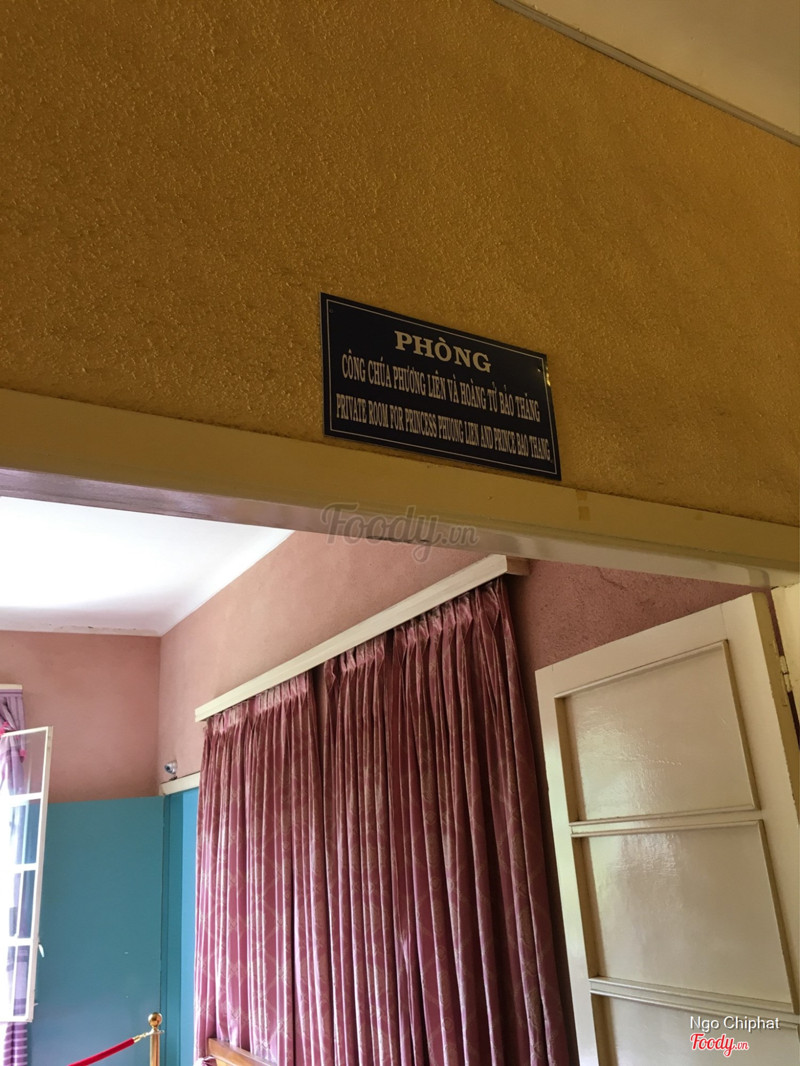 PHÒNG
CÔNG CHÚA PHƯƠNG LIÊN VÀ HOÀNG TỬ BẢO THĂNG
PRIVATE ROOM FOR PRINCESS PHUONG LIEN AND PRINCE BAO THANG
Foody.vn
Ngo Chiphat
Foody.vn